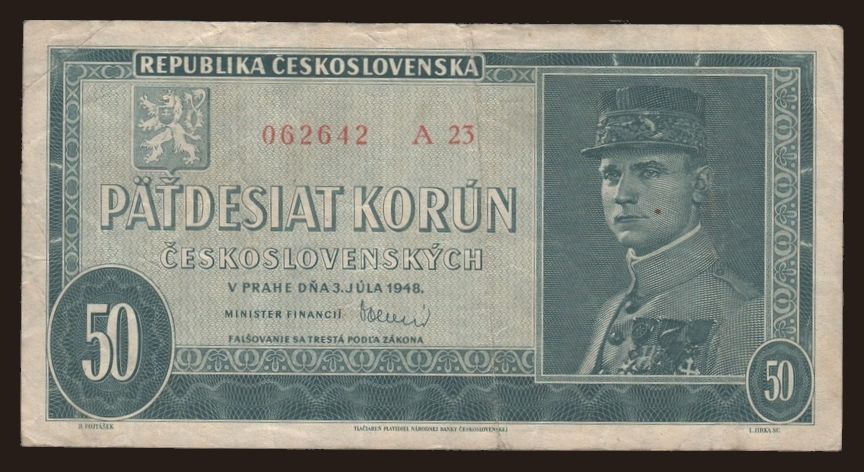 REPUBLIKA ČESKOSLOVENSKÁ
062642 A 23
PÄŤDESIAT KORÚN
ČESKOSLOVENSKÝCH
V PRAHE DŇA 3. JÚLA 1948.
MINISTER FINANCIÍ
FALŠOVANIE SA TRESTÁ PODĽA ZÁKONA
50
50
TLAČIAREŇ PLATIDIEL NÁRODNEJ BANKY ČESKOSLOVENSKEJ